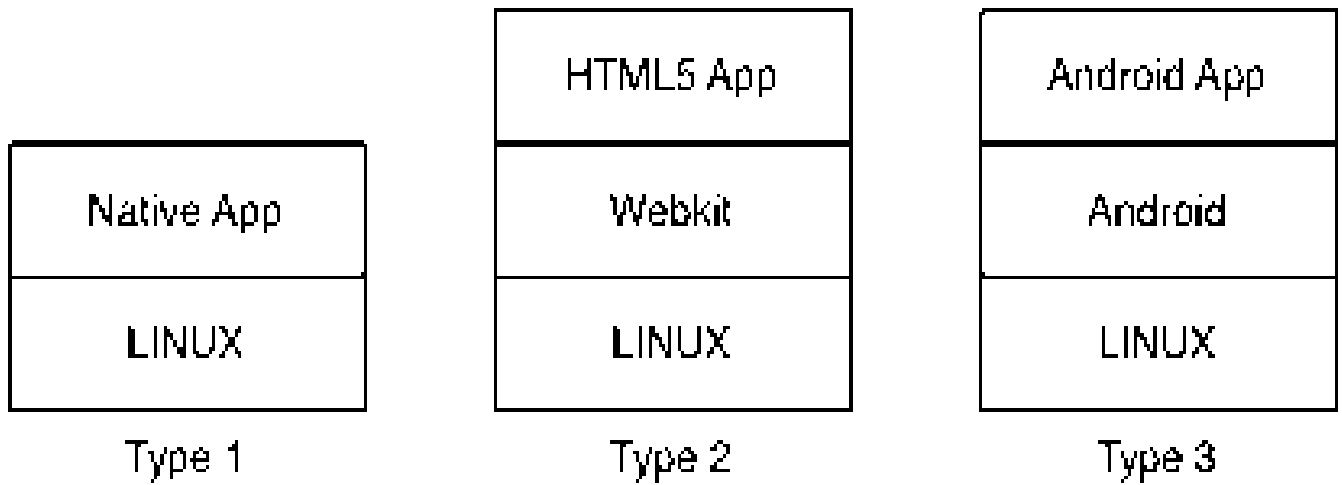 Native App
LINUX
Type 1
HTML5 App
Webkit
LINUX
Type 2
Android App
Android
LINUX
Type 3